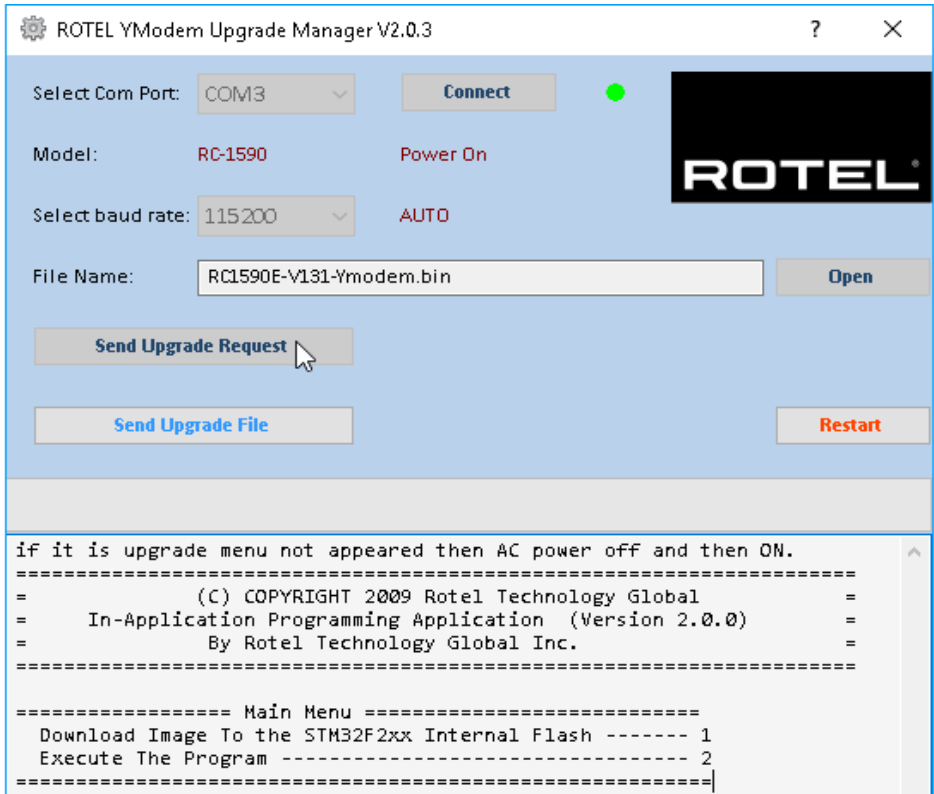 ROTEL YModem Upgrade Manager V2.0.3 ?
Select Com Port: COM3 Connect
Model: RC-1590 Power On
ROTEL
Select baud rate: 115200 AUTO
File Name: RC1590E-V131-Ymodem.bin Open
Send Upgrade Request
Send Upgrade File Restart
if it is upgrade menu not appeared then AC power off and then ON.
======================================================================
= (C) COPYRIGHT 2009 Rotel Technology Global =
= In-Application Programming Application (Version 2.0.0) =
= By Rotel Technology Global Inc. =
======================================================================
================== Main Menu ============================
Download Image To the STM32F2xx Internal Flash ------- 1
Execute The Program ---------------------------------- 2
==========================================================